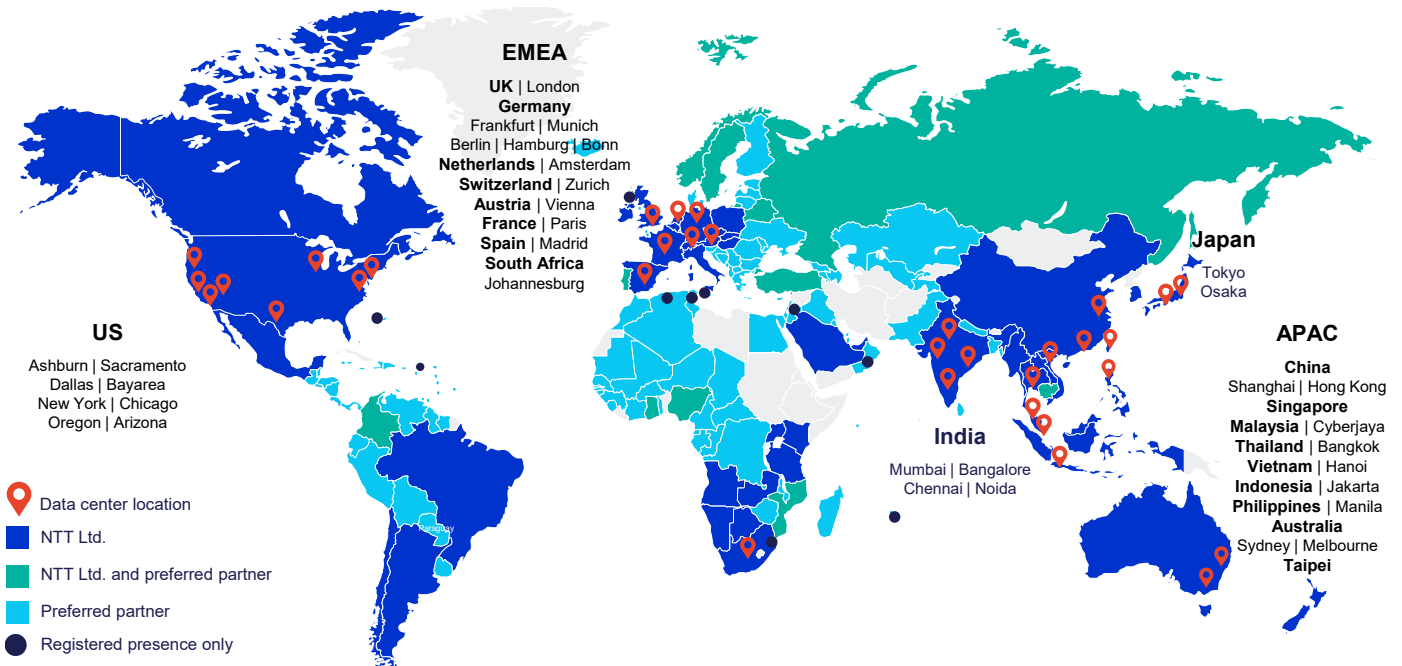 EMEA
UK | London
Germany
Frankfurt | Munich
Berlin | Hamburg | Bonn
Netherlands | Amsterdam
Switzerland | Zurich
Austria | Vienna
France | Paris
Spain | Madrid
South Africa
Johannesburg
Japan
Tokyo
Osaka
US
Ashburn | Sacramento
Dallas | Bayarea
New York | Chicago
Oregon | Arizona
APAC
China
Shanghai | Hong Kong
Singapore
Malaysia | Cyberjaya
Thailand | Bangkok
Vietnam | Hanoi
Indonesia | Jakarta
Philippines | Manila
Australia
Sydney | Melbourne
Taipei
India
Mumbai | Bangalore
Chennai | Noida
Paraguay
Data center location
NTT Ltd.
NTT Ltd. and preferred partner
Preferred partner
Registered presence only